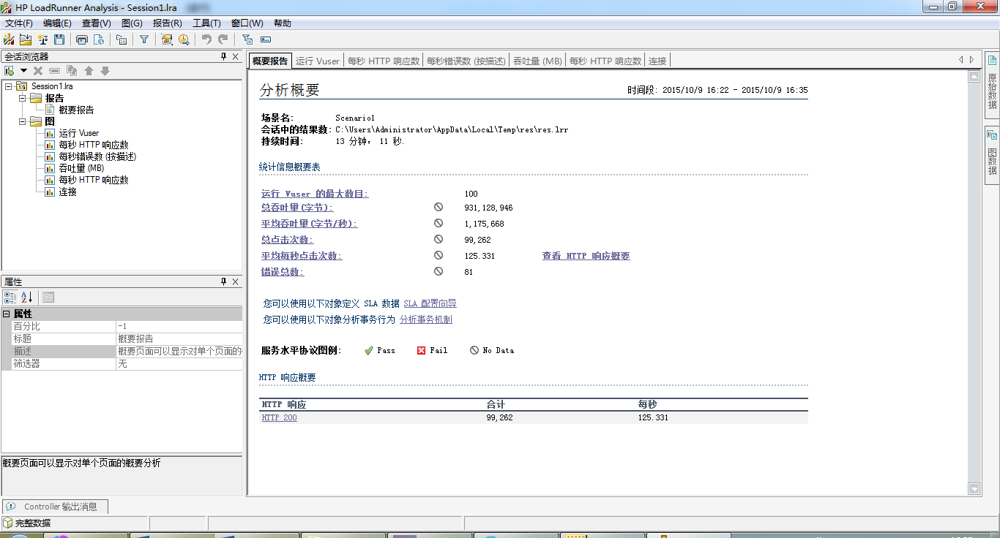 HP LoadRunner Analysis - Session1.lra
文件(F) 编辑(E) 查看(V) 图(G) 报告(R) 工具(T) 窗口(W) 帮助
会话浏览器
Session1.lra
报告
概要报告
图
运行 Vuser
每秒 HTTP 响应数
每秒错误数 (按描述)
吞吐量 (MB)
每秒 HTTP 响应数
连接
属性
属性
百分比 -1
标题 概要报告
描述 概要页面可以显示对单个页面的
筛选器 无
概要页面可以显示对单个页面的概要分析
概要报告 运行 Vuser 每秒 HTTP 响应数 每秒错误数 (按描述) 吞吐量 (MB) 每秒 HTTP 响应数 连接
分析概要 时间段: 2015/10/9 16:22 - 2015/10/9 16:35
场景名: Scenario1
会话中的结果数: C:\Users\Administrator\AppData\Local\Temp\res\res.lrr
持续时间: 13 分钟, 11 秒.
统计信息概要表
运行 Vuser 的最大数目: 100
总吞吐量(字节): 931,128,946
平均吞吐量(字节/秒): 1,175,668
总点击次数: 99,262
平均每秒点击次数: 125.331 查看 HTTP 响应概要
错误总数: 81
您可以使用以下对象定义 SLA 数据 SLA 配置向导
您可以使用以下对象分析事务行为 分析事务机制
服务水平协议图例: Pass Fail No Data
HTTP 响应概要
HTTP 响应 合计 每秒
HTTP 200 99,262 125.331
原始数据
图数据
Controller 输出消息
完整数据